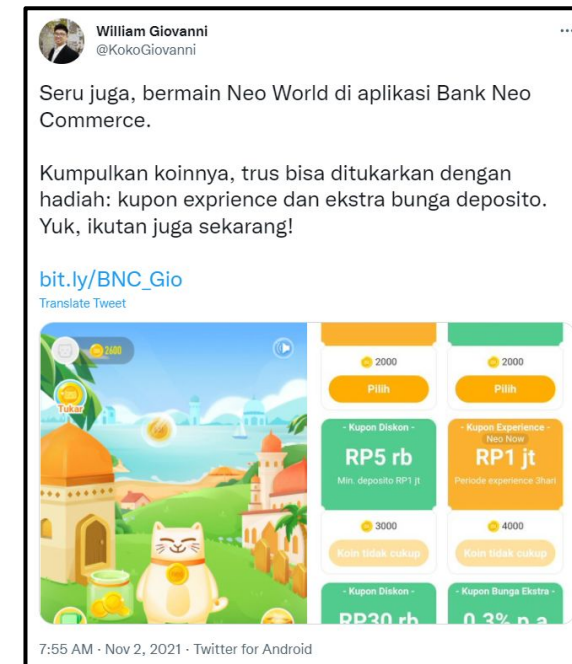 William Giovanni
@KokoGiovanni
Seru juga, bermain Neo World di aplikasi Bank Neo
Commerce.
Kumpulkan koinnya, trus bisa ditukarkan dengan
hadiah: kupon exprience dan ekstra bunga deposito.
Yuk, ikutan juga sekarang!
bit.ly/BNC_Gio
Translate Tweet
2600
Tukar
2000
2000
Pilih
Pilih
- Kupon Diskon -
RP5 rb
Min. deposito RP1 jt
- Kupon Experience -
Neo Now
RP1 jt
Periode experience 3hari
3000
4000
Koin tidak cukup
Koin tidak cukup
- Kupon Diskon -
RP30 rb
- Kupon Bunga Ekstra -
0.3% p.a
7:55 AM · Nov 2, 2021 · Twitter for Android